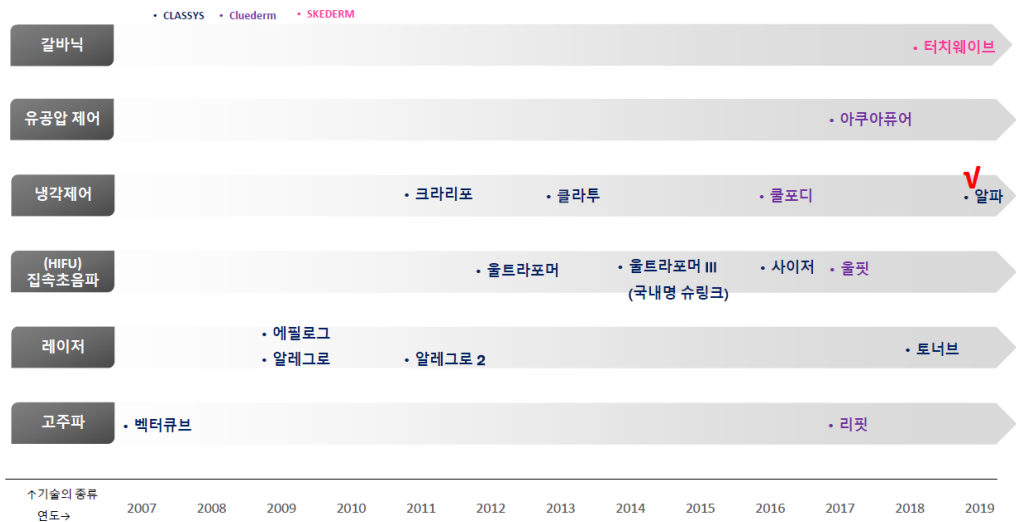 • CLASSYS • Cluederm • SKEDERM
갈바닉
• 터치웨이브
유공압 제어
• 아쿠아퓨어
냉각제어
• 크라리포 • 클라투 • 쿨포디 √ • 알파
(HIFU)
집속초음파
• 울트라포머 • 울트라포머 III • 사이저 • 울핏
(국내명 슈링크)
레이저
• 에필로그
• 알레그로 • 알레그로 2 • 토너브
고주파
• 벡터큐브 • 리핏
↑기술의 종류
연도→
2007 2008 2009 2010 2011 2012 2013 2014 2015 2016 2017 2018 2019